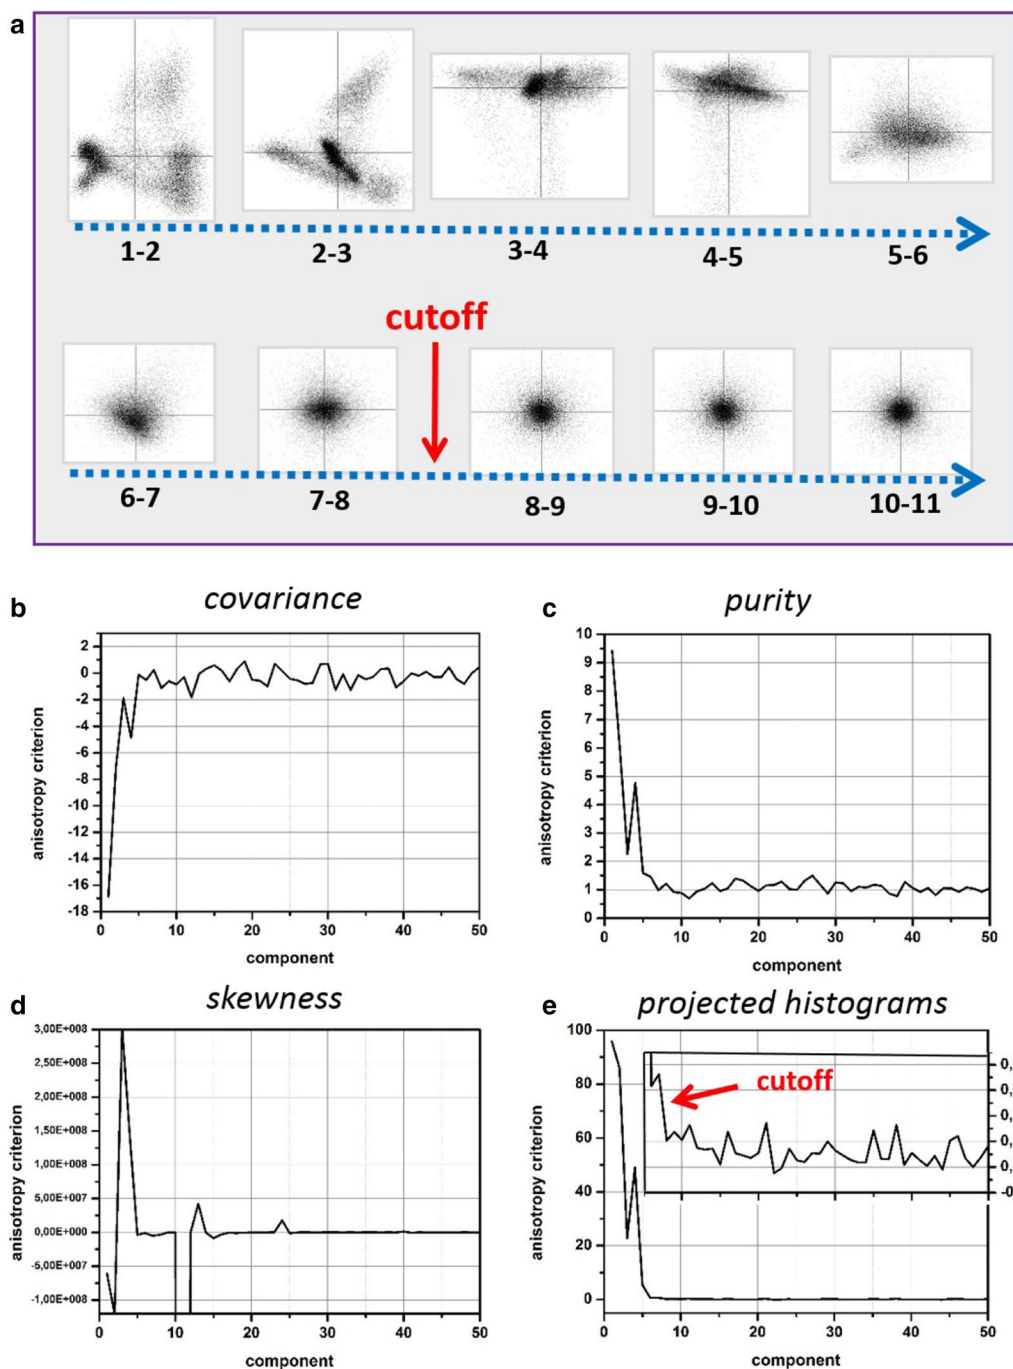 a
1-2 2-3 3-4 4-5 5-6
cutoff
6-7 7-8 8-9 9-10 10-11
b covariance
anisotropy criterion
2
0
-2
-4
-6
-8
-10
-12
-14
-16
-18
0 10 20 30 40 50
component
c purity
anisotropy criterion
10
9
8
7
6
5
4
3
2
1
0
0 10 20 30 40 50
component
d skewness
anisotropy criterion
3,00E+008
2,50E+008
2,00E+008
1,50E+008
1,00E+008
5,00E+007
0,00E+000
-5,00E+007
-1,00E+008
0 10 20 30 40 50
component
e projected histograms
anisotropy criterion
100
80
60
40
20
0
cutoff
0,
0,
0,
0,
0,
-0
0 10 20 30 40 50
component